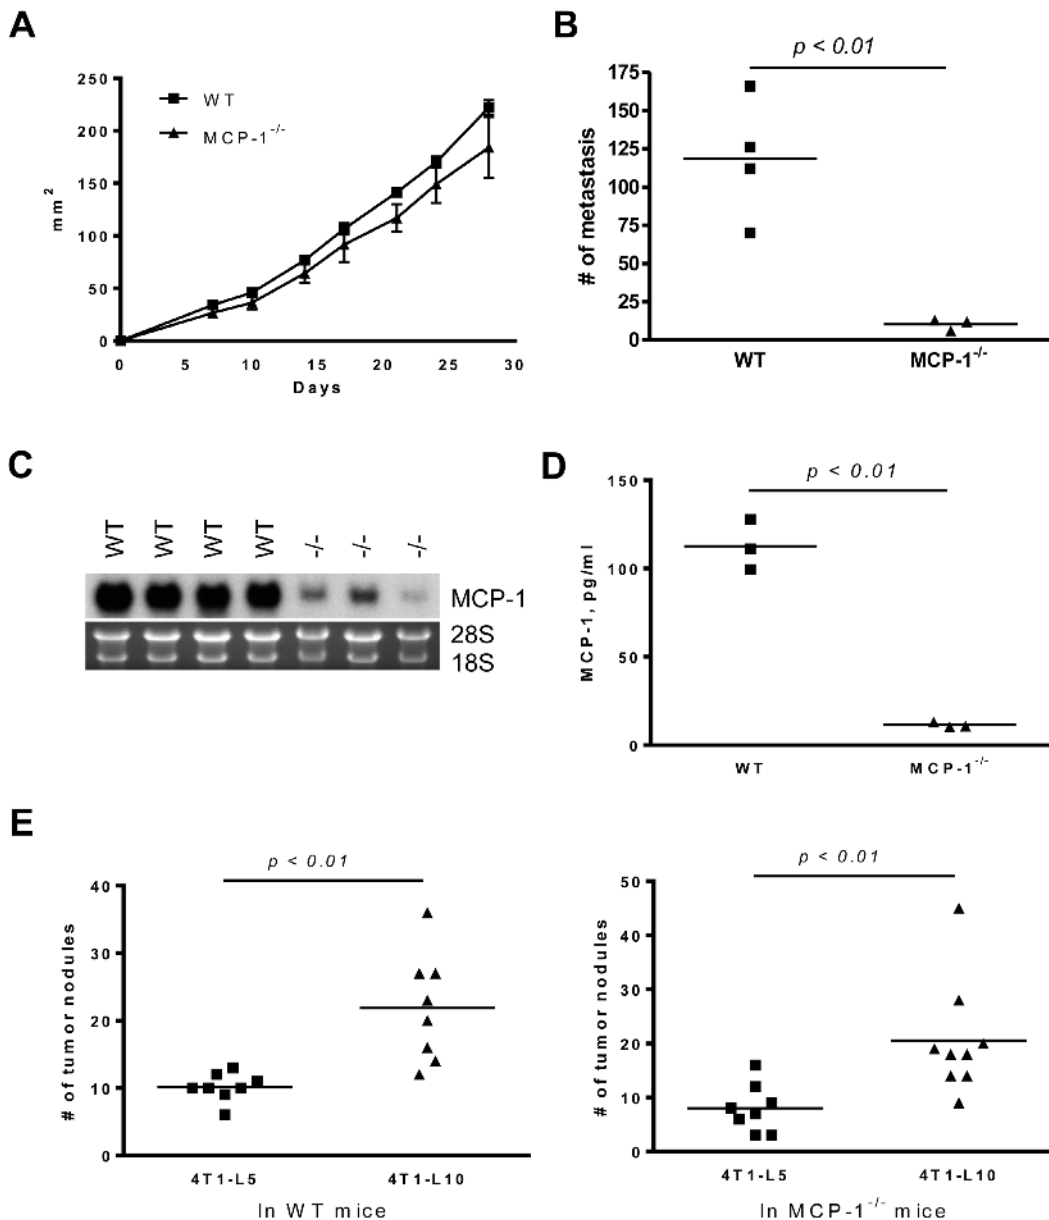 A
250
200
150
100
50
0
mm²
WT
MCP-1⁻/⁻
0 5 10 15 20 25 30
Days
B
p < 0.01
175
150
125
100
75
50
25
0
# of metastasis
WT MCP-1⁻/⁻
C
WT WT WT WT -/- -/- -/-
MCP-1
28S
18S
D
p < 0.01
150
100
50
0
MCP-1, pg/ml
WT MCP-1⁻/⁻
E
p < 0.01
40
30
20
10
0
# of tumor nodules
4T1-L5 4T1-L10
In WT mice
p < 0.01
50
40
30
20
10
0
# of tumor nodules
4T1-L5 4T1-L10
In MCP-1⁻/⁻ mice